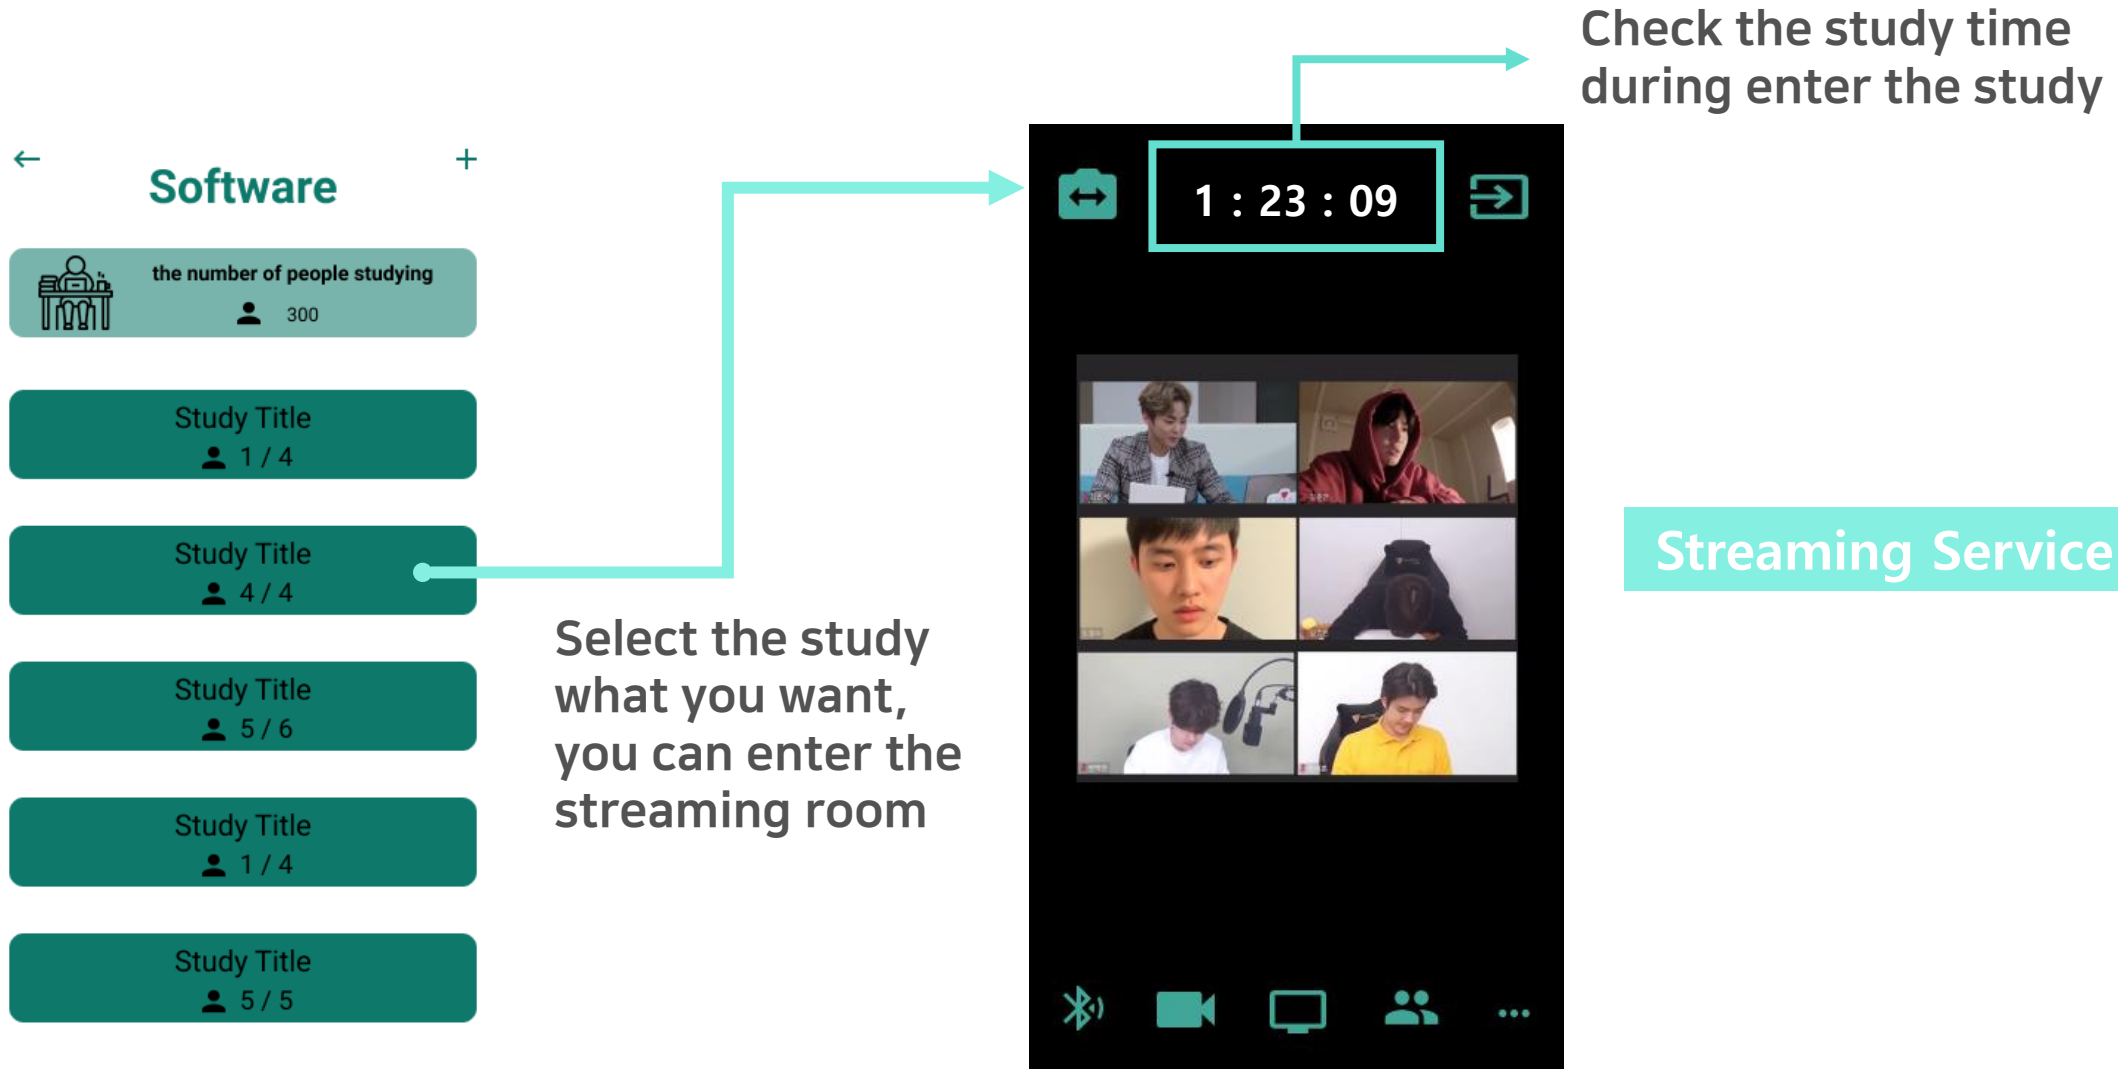 Check the study time
during enter the study
Software
the number of people studying
300
Study Title
1 / 4
Study Title
4 / 4
Study Title
5 / 6
Study Title
1 / 4
Study Title
5 / 5
Select the study
what you want,
you can enter the
streaming room
1 : 23 : 09
Streaming Service